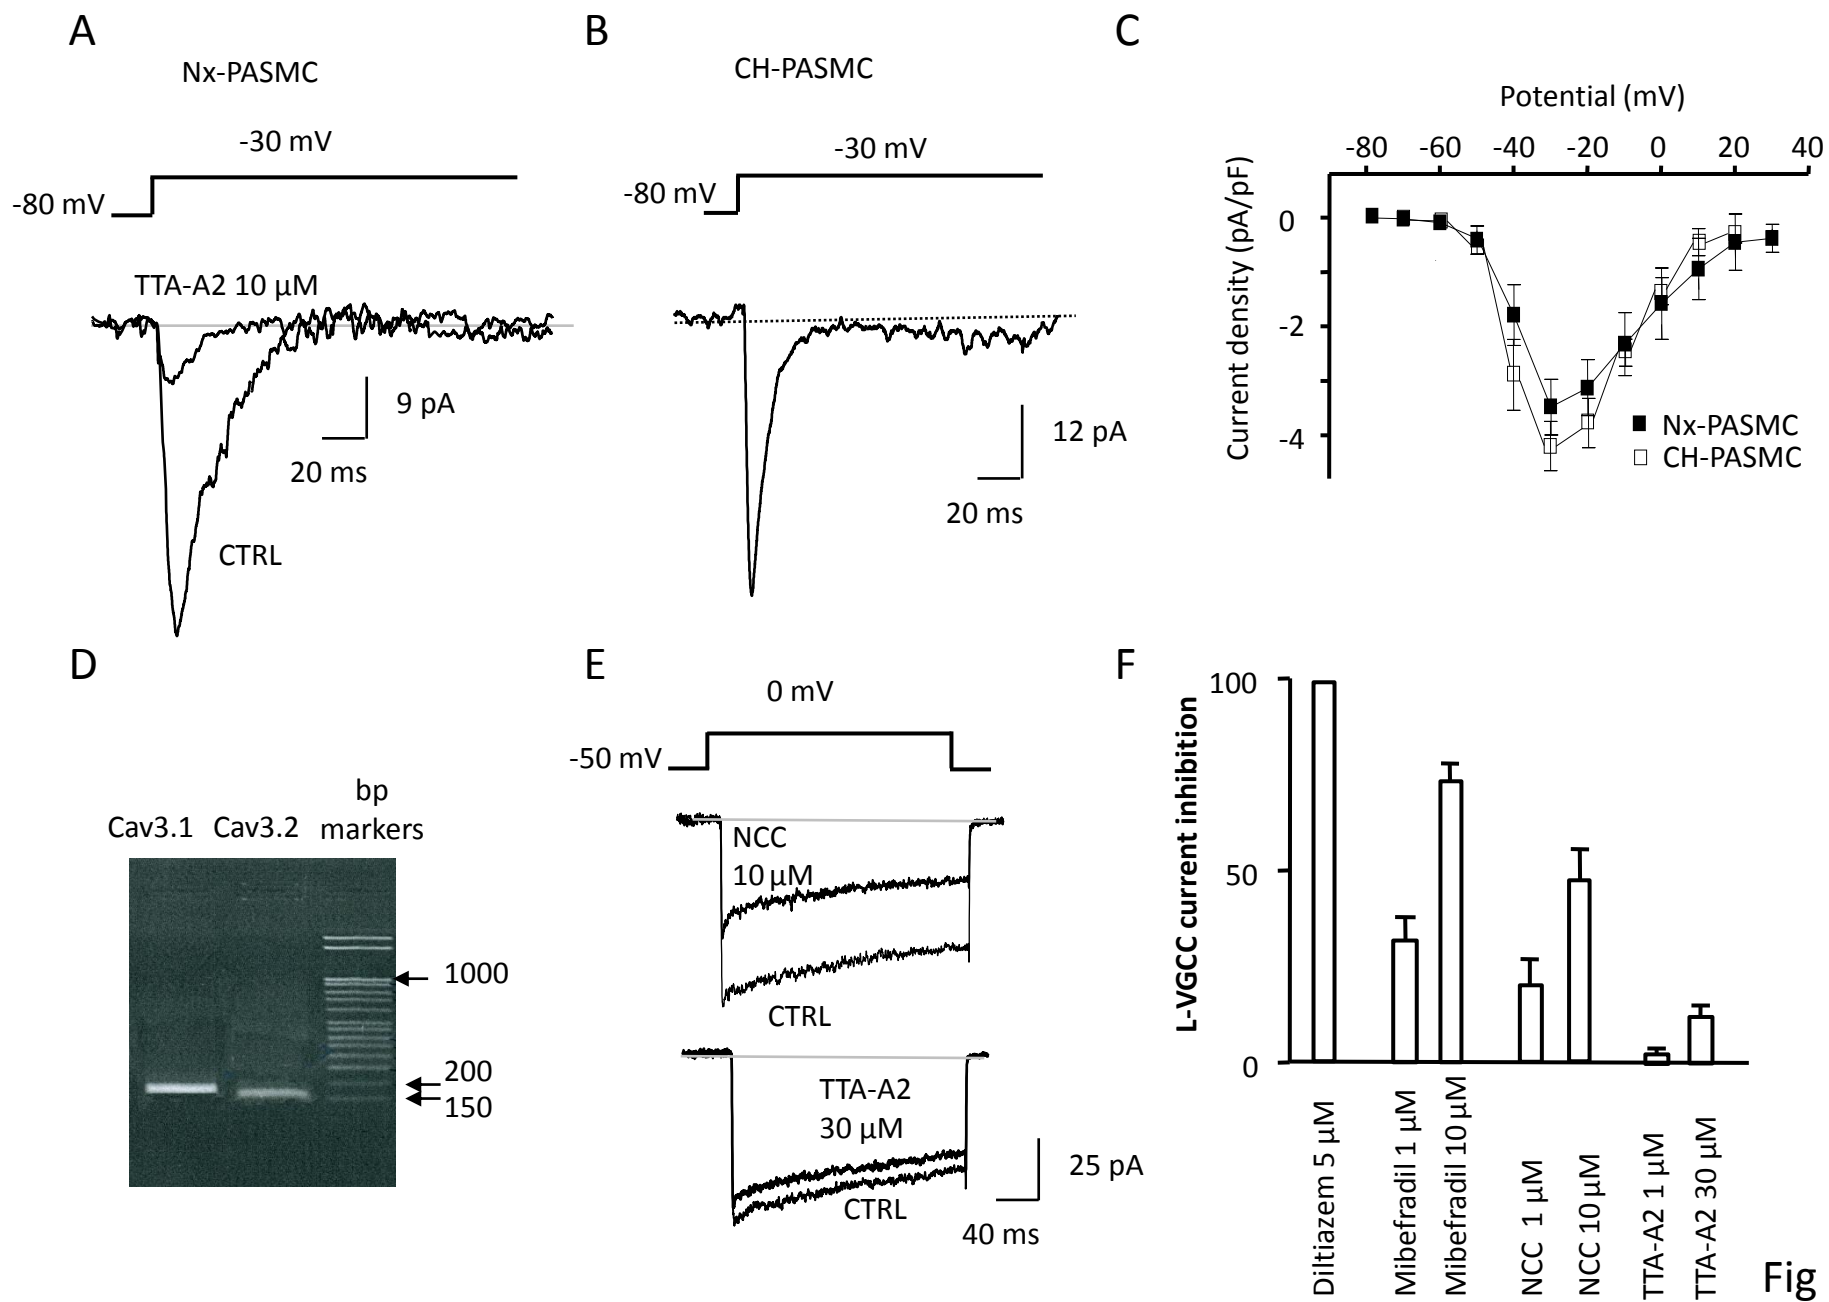 A
Nx-PASMC
-30 mV
-80 mV
TTA-A2 10 µM
9 pA
20 ms
CTRL
B
CH-PASMC
-30 mV
-80 mV
12 pA
20 ms
C
Potential (mV)
-80 -60 -40 -20 0 20 40
Current density (pA/pF)
0
-2
-4
Nx-PASMC
CH-PASMC
D
bp
Cav3.1 Cav3.2 markers
1000
200
150
E
0 mV
-50 mV
NCC
10 µM
CTRL
TTA-A2
30 µM
CTRL
25 pA
40 ms
F
L-VGCC current inhibition
100
50
0
Diltiazem 5 µM
Mibefradil 1 µM
Mibefradil 10 µM
NCC 1 µM
NCC 10 µM
TTA-A2 1 µM
TTA-A2 30 µM
Fig